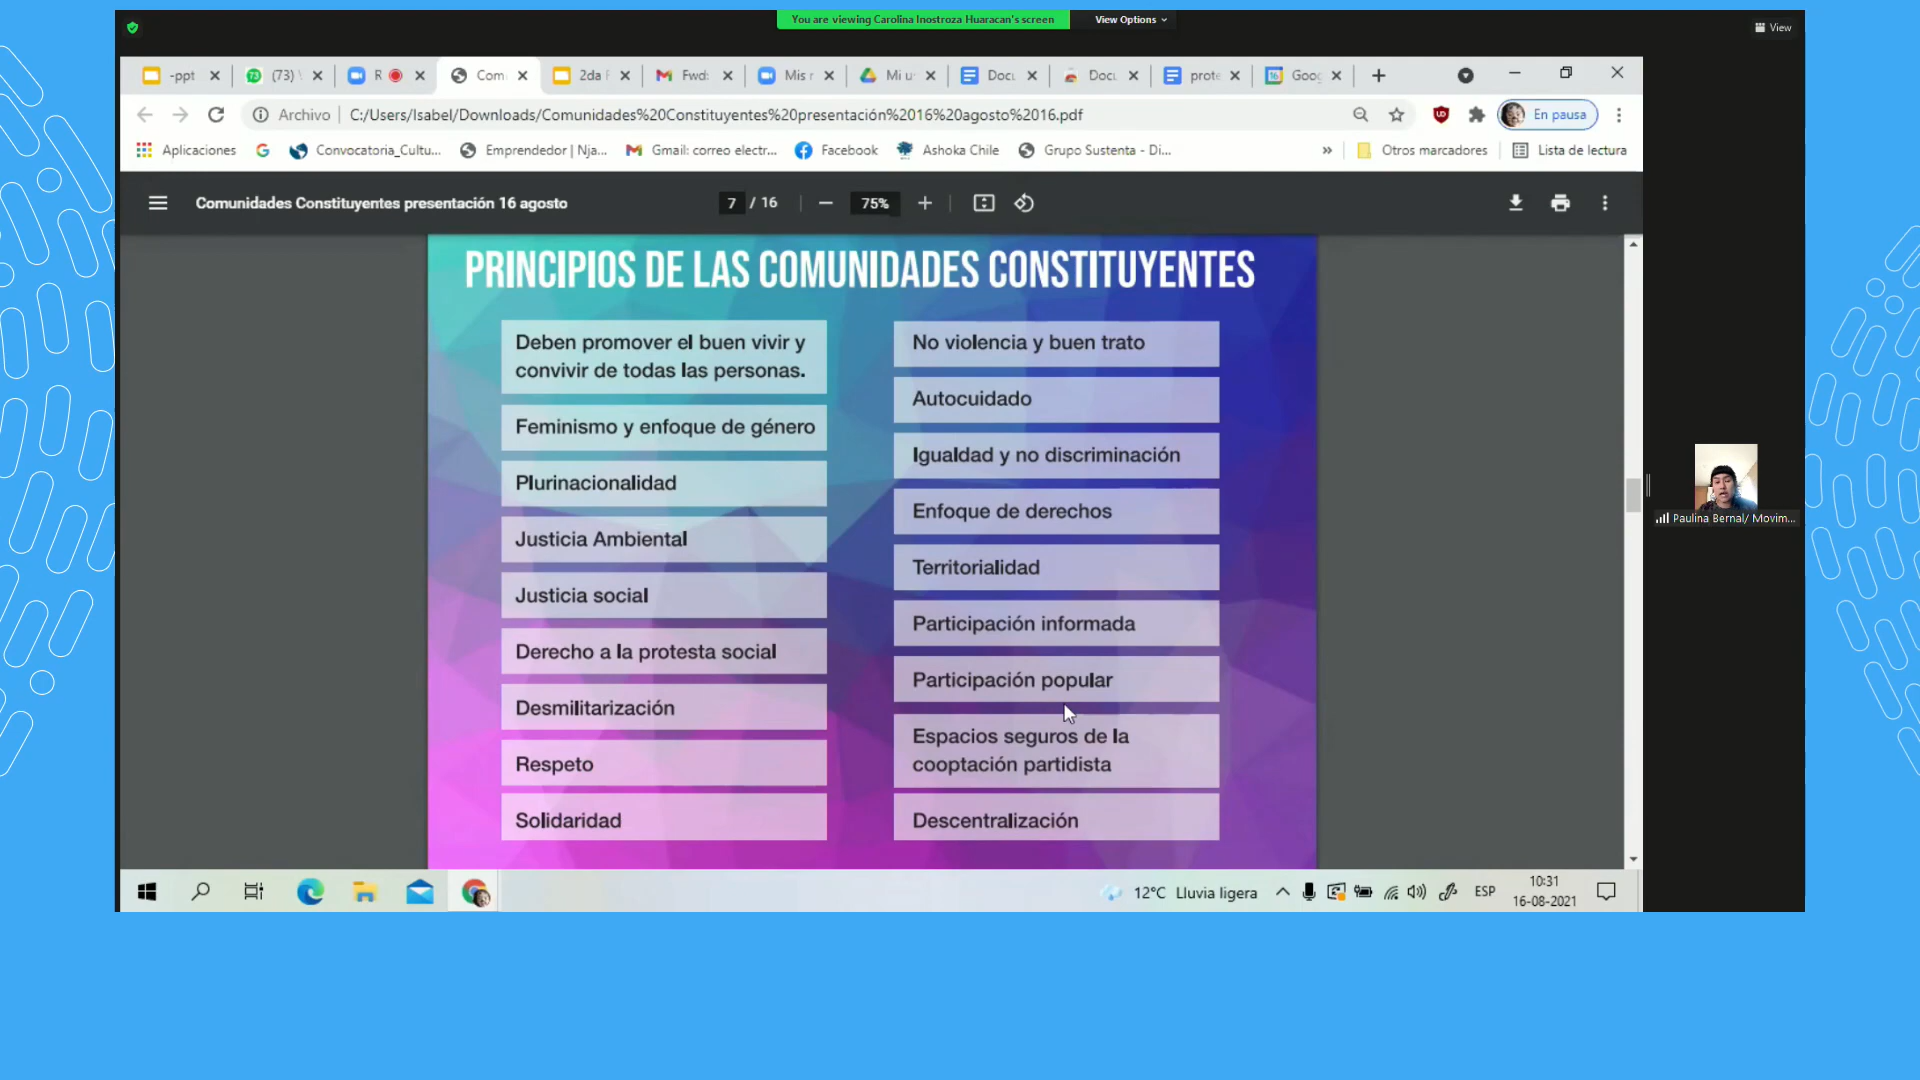 You are viewing Carolina Inostroza Huaracan's screen
View Options
View
-ppt
(73)
R
Com
2da
Fwd:
Mis r
Mi u
Docu
Docu
prote
Goog
Archivo
C:/Users/Isabel/Downloads/Comunidades%20Constituyentes%20presentación%2016%20agosto%2016.pdf
En pausa
Aplicaciones
Convocatoria_Cultu...
Emprendedor | Nja...
Gmail: correo electr...
Facebook
Ashoka Chile
Grupo Sustenta - Di...
»
Otros marcadores
Lista de lectura
Comunidades Constituyentes presentación 16 agosto
7 / 16
75%
PRINCIPIOS DE LAS COMUNIDADES CONSTITUYENTES
Deben promover el buen vivir y
convivir de todas las personas.
Feminismo y enfoque de género
Plurinacionalidad
Justicia Ambiental
Justicia social
Derecho a la protesta social
Desmilitarización
Respeto
Solidaridad
No violencia y buen trato
Autocuidado
Igualdad y no discriminación
Enfoque de derechos
Territorialidad
Participación informada
Participación popular
Espacios seguros de la
cooptación partidista
Descentralización
Paulina Bernal/ Movim...
12°C Lluvia ligera
ESP
10:31
16-08-2021